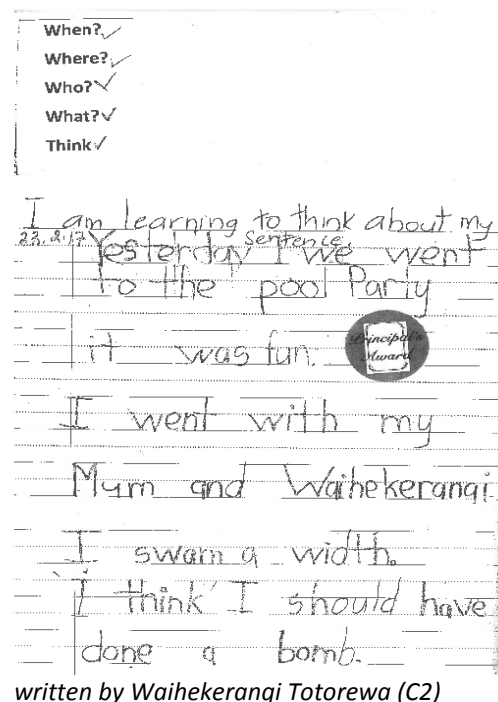 When?✓
Where?✓
Who?✓
What?✓
Think✓
I am learning to think about my
sentence.
23.2.17
Yesterday I we went
to the pool Party
it was fun.
Principal's
Award
I went with my
Mum and Waihekerangi
I swam a width.
I think I should have
done a bomb.
written by Waihekerangi Totorewa (C2)